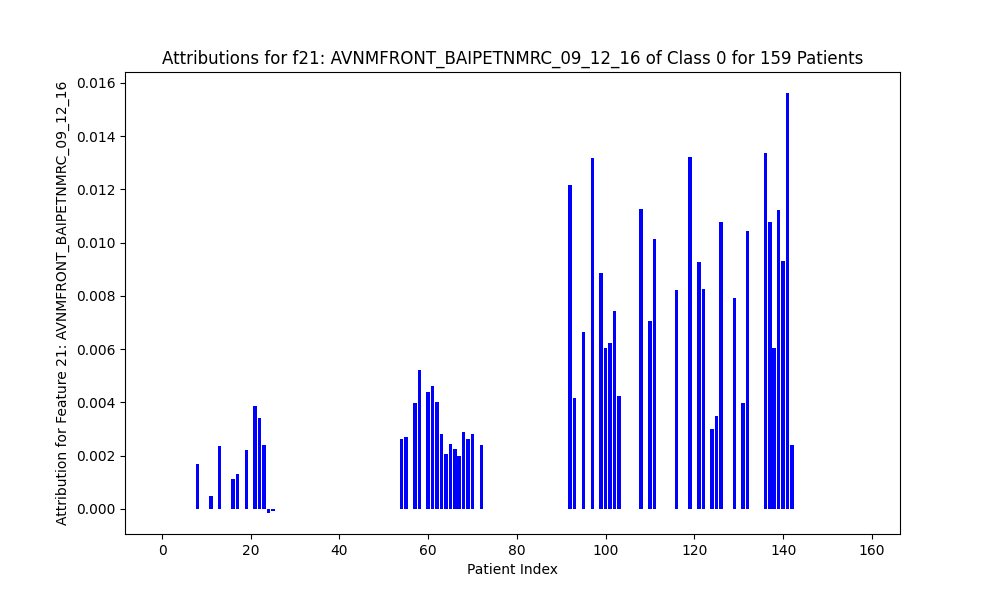 Attributions for f21: AVNMFRONT_BAIPETNMRC_09_12_16 of Class 0 for 159 Patients
Attribution for Feature 21: AVNMFRONT_BAIPETNMRC_09_12_16
0.016
0.014
0.012
0.010
0.008
0.006
0.004
0.002
0.000
0 20 40 60 80 100 120 140 160
Patient Index